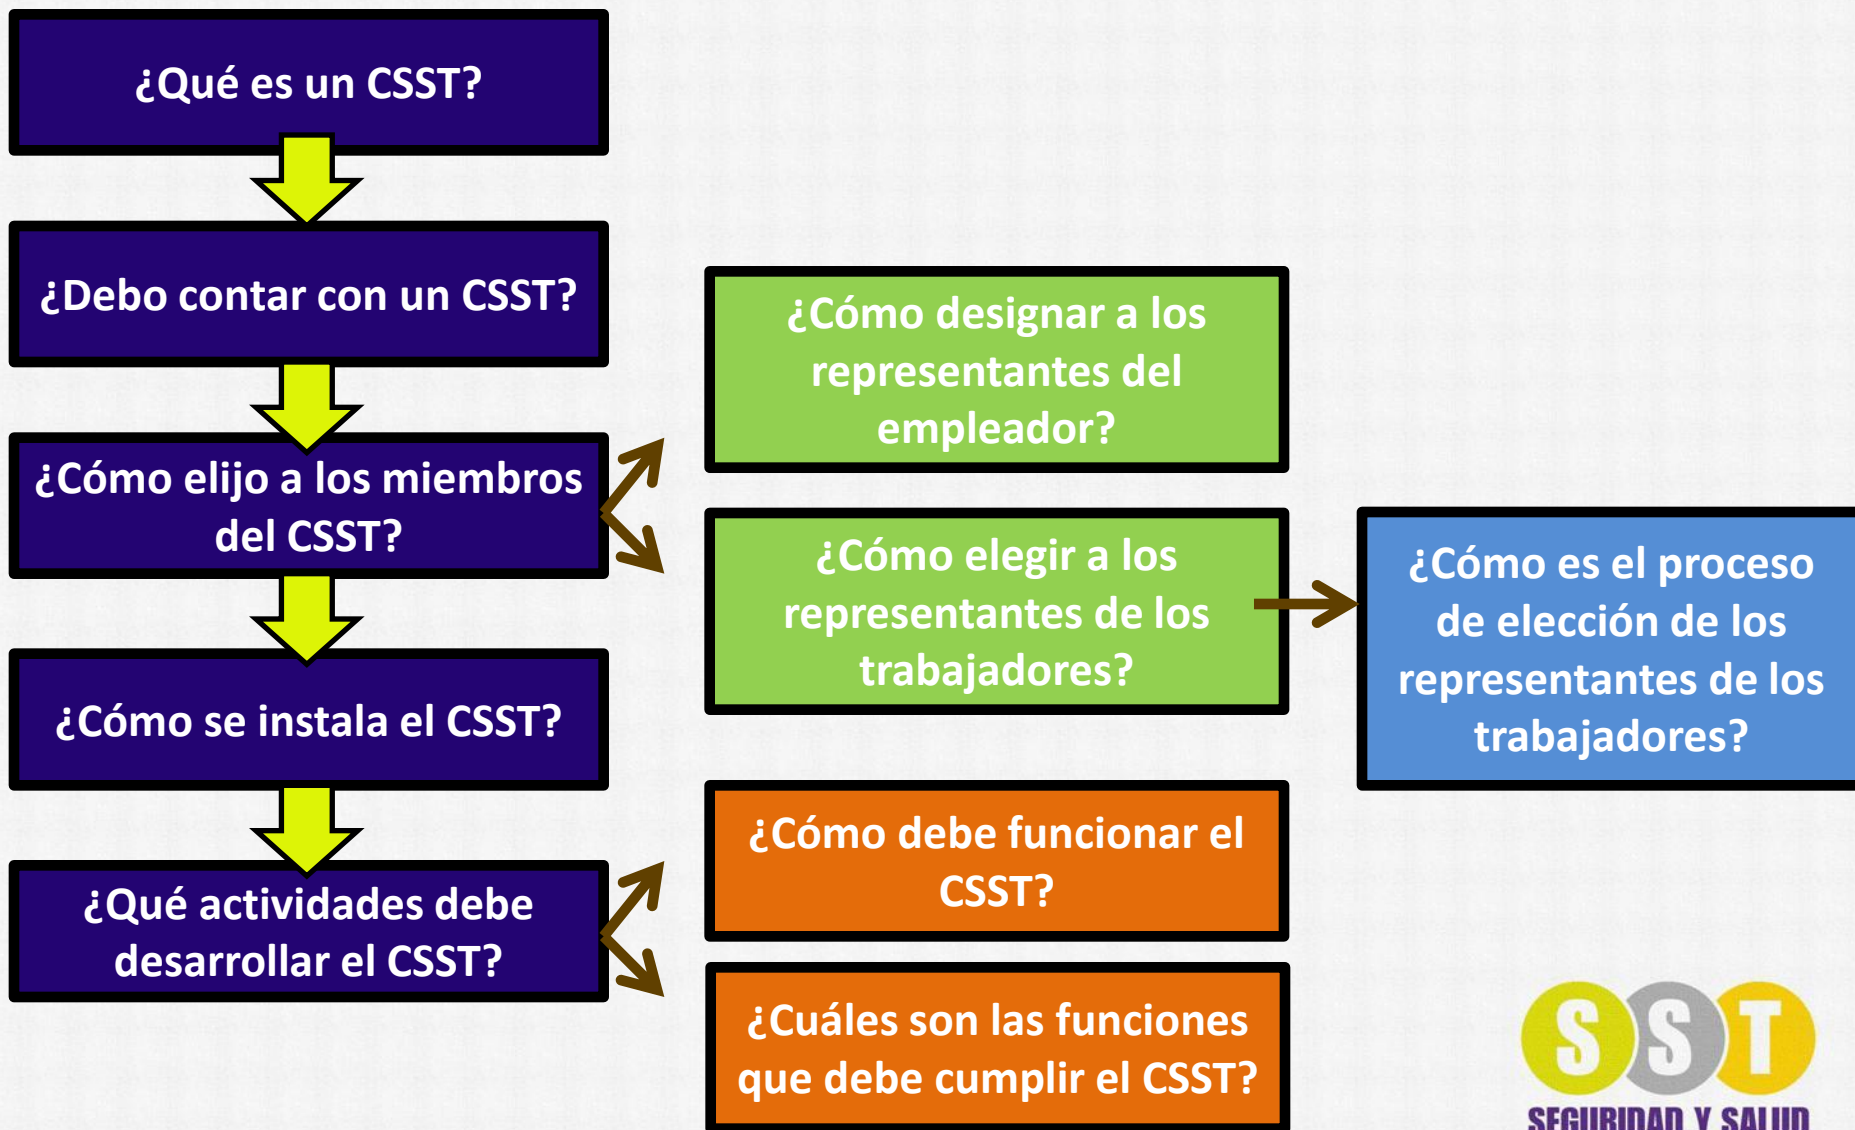 ¿Qué es un CSST?
¿Debo contar con un CSST?
¿Cómo elijo a los miembros
del CSST?
¿Cómo se instala el CSST?
¿Qué actividades debe
desarrollar el CSST?
¿Cómo designar a los
representantes del
empleador?
¿Cómo elegir a los
representantes de los
trabajadores?
¿Cómo es el proceso
de elección de los
representantes de los
trabajadores?
¿Cómo debe funcionar el
CSST?
¿Cuáles son las funciones
que debe cumplir el CSST?
SST
SEGURIDAD Y SALUD